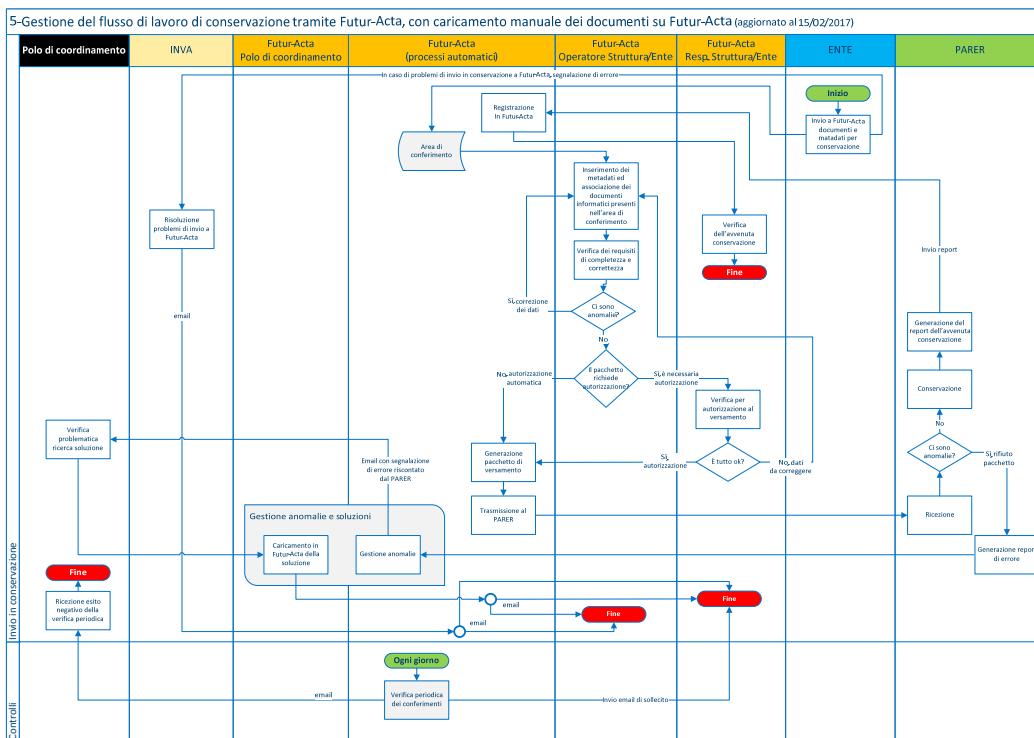 5-Gestione del flusso di lavoro di conservazione tramite Futur-Acta, con caricamento manuale dei documenti su Futur-Acta (aggiornato al 15/02/2017)
Polo di coordinamento
INVA
Futur-Acta
Polo di coordinamento
Futur-Acta
(processi automatici)
Futur-Acta
Operatore Struttura/Ente
Futur-Acta
Resp. Struttura/Ente
ENTE
PARER
In caso di problemi di invio in conservazione a Futur-Acta, segnalazione di errore
Inizio
Invio a Futur-Acta
documenti e
matadati per
conservazione
Registrazione
In Futur-Acta
Area di
conferimento
Inserimento dei
metadati ed
associazione dei
documenti
informatici presenti
nell'area di
conferimento
Risoluzione
problemi di invio a
Futur-Acta
Verifica
dell'avvenuta
conservazione
Fine
Invio report
Verifica dei requisiti
di completezza e
correttezza
Sì, correzione
dei dati
Ci sono
anomalie?
email
No
Generazione del
report dell'avvenuta
conservazione
No, autorizzazione
automatica
Il pacchetto
richiede
autorizzazione?
Sì, è necessaria
autorizzazione
Conservazione
Verifica per
autorizzazione al
versamento
No
Verifica
problematica
ricerca soluzione
Email con segnalazione
di errore riscontato
dal PARER
Generazione
pacchetto di
versamento
Sì,
autorizzazione
È tutto ok?
No, dati
da correggere
Ci sono
anomalie?
Sì, rifiuto
pacchetto
Trasmissione al
PARER
Ricezione
Gestione anomalie e soluzioni
Caricamento in
Futur-Acta della
soluzione
Gestione anomalie
Generazione report
di errore
Invio in conservazione
Fine
Ricezione esito
negativo della
verifica periodica
email
Fine
Fine
email
Ogni giorno
Verifica periodica
dei conferimenti
email
Invio email di sollecito
Controlli